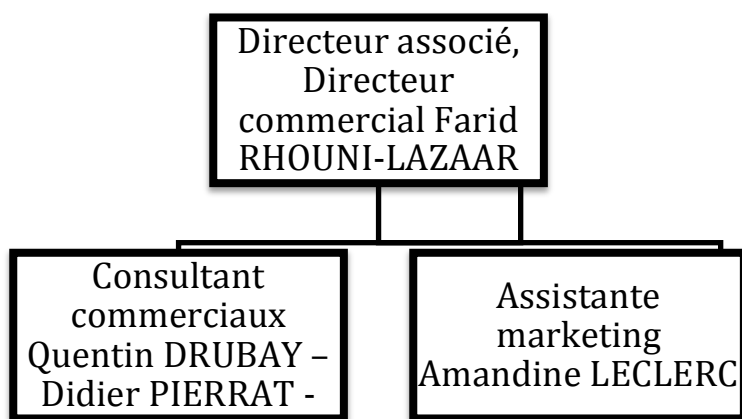 Directeur associé,
Directeur
commercial Farid
RHOUNI-LAZAAR
Consultant
commerciaux
Quentin DRUBAY –
Didier PIERRAT -
Assistante
marketing
Amandine LECLERC